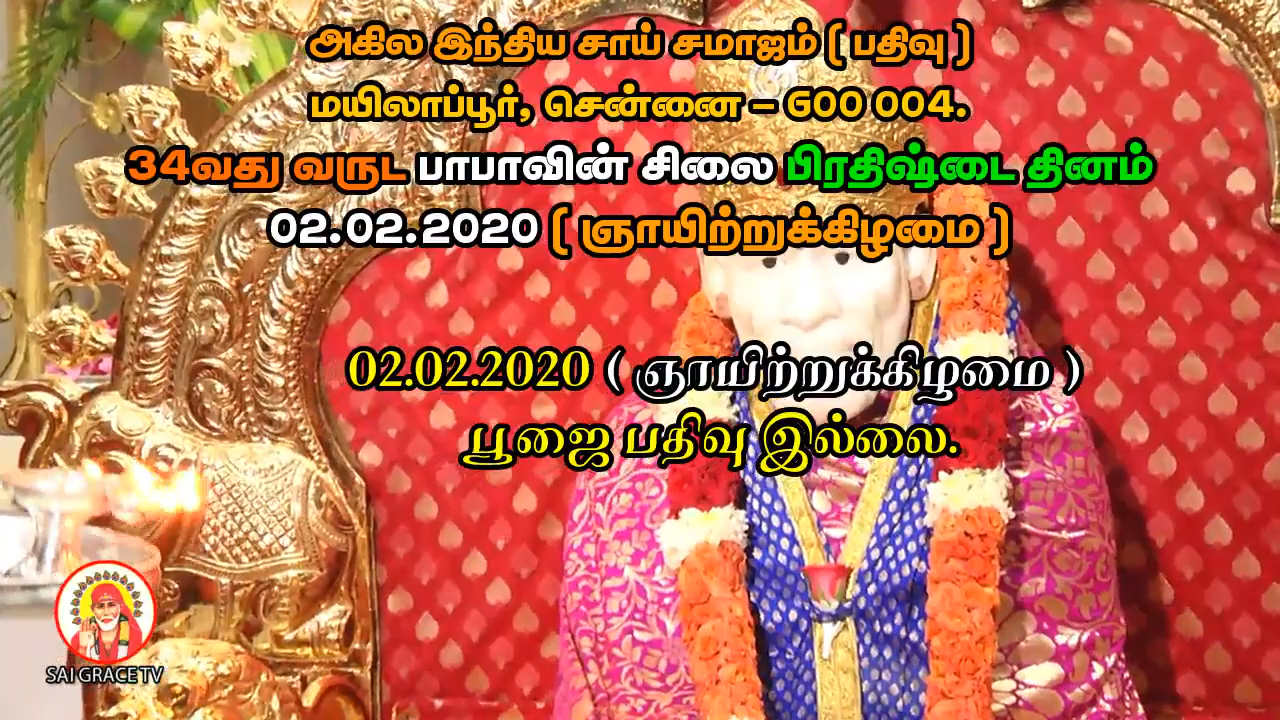 அகில இந்திய சாய் சமாஜம் ( பதிவு )
மயிலாப்பூர், சென்னை – 600 004.
34வது வருட பாபாவின் சிலை பிரதிஷ்டை தினம்
02.02.2020 ( ஞாயிற்றுக்கிழமை )
02.02.2020 ( ஞாயிற்றுக்கிழமை )
பூஜை பதிவு இல்லை.
SAI GRACE TV